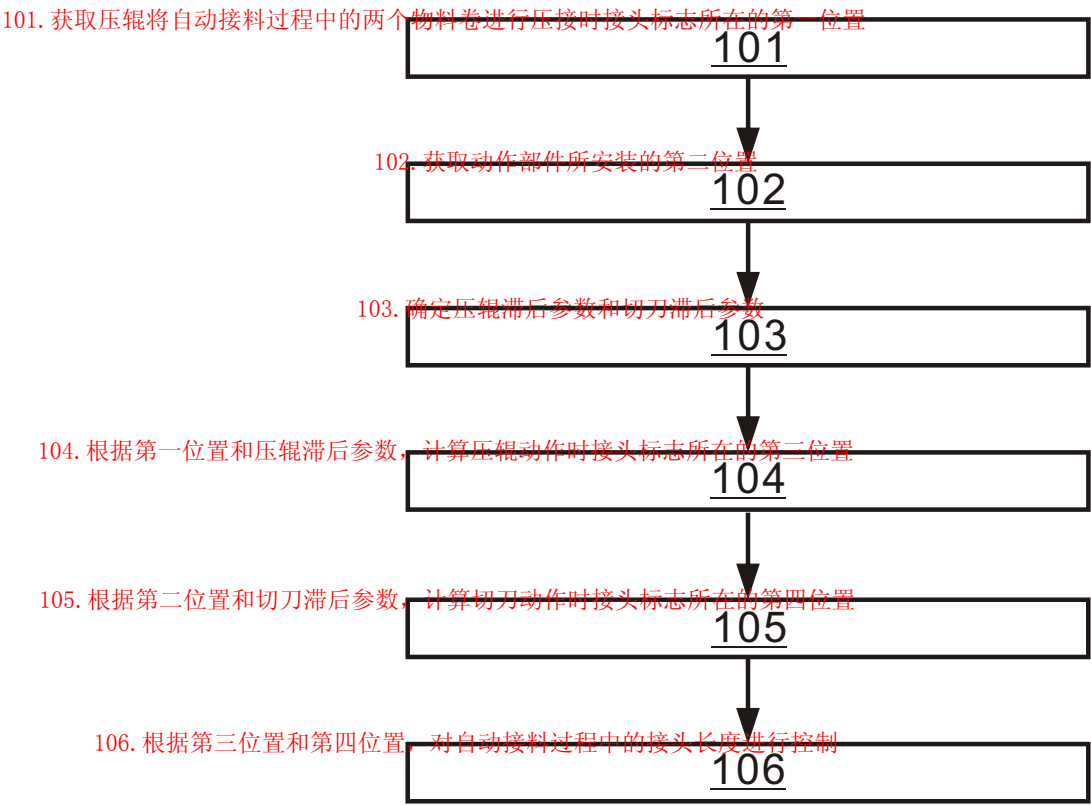 101.获取压辊将自动接料过程中的两个物料卷进行压接时接头标志所在的第一位置
101
102.获取动作部件所安装的第二位置
102
103.确定压辊滞后参数和切刀滞后参数
103
104.根据第一位置和压辊滞后参数，计算压辊动作时接头标志所在的第三位置
104
105.根据第二位置和切刀滞后参数，计算切刀动作时接头标志所在的第四位置
105
106.根据第三位置和第四位置，对自动接料过程中的接头长度进行控制
106